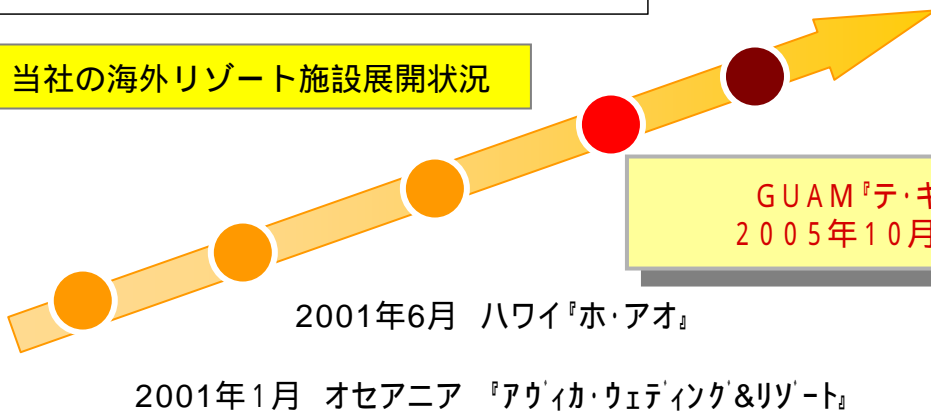 当社の海外リゾート施設展開状況
GUAM『テ・キ
2005年10月
2001年6月 ハワイ『ホ・アオ』
2001年1月 オセアニア 『アヴィカ・ウェディング&リゾート』